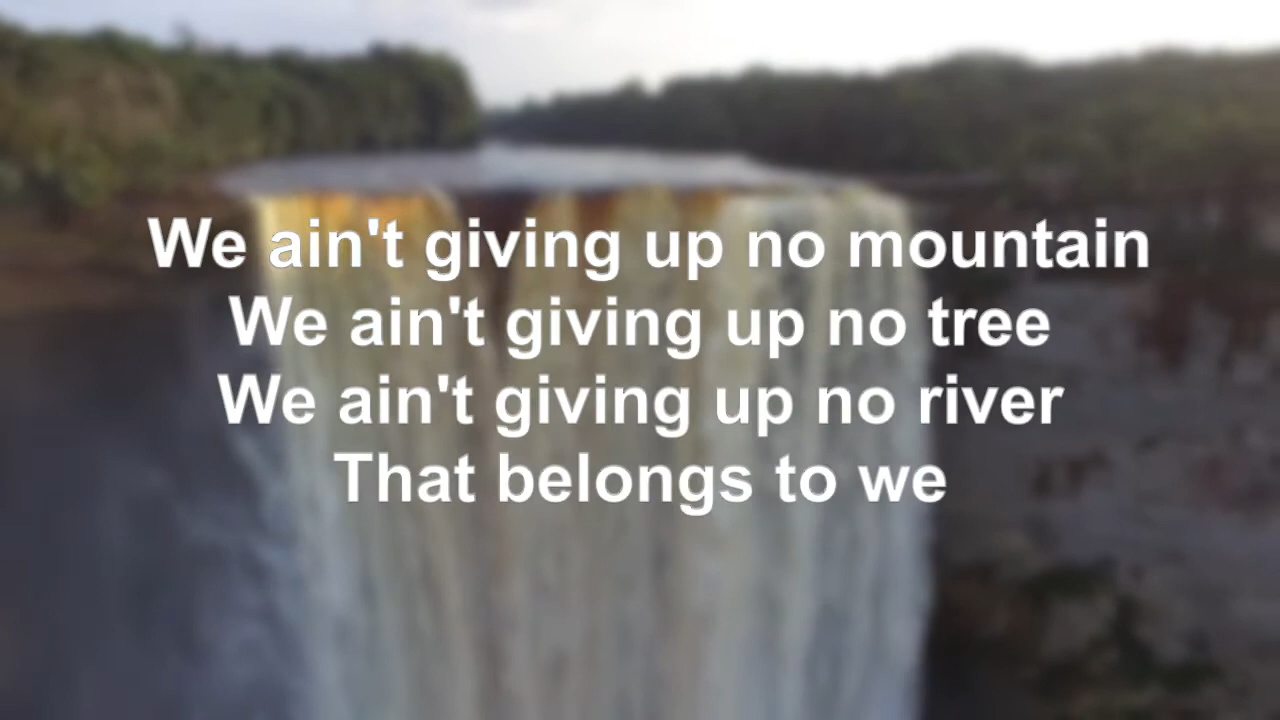 We ain't giving up no mountain
We ain't giving up no tree
We ain't giving up no river
That belongs to we